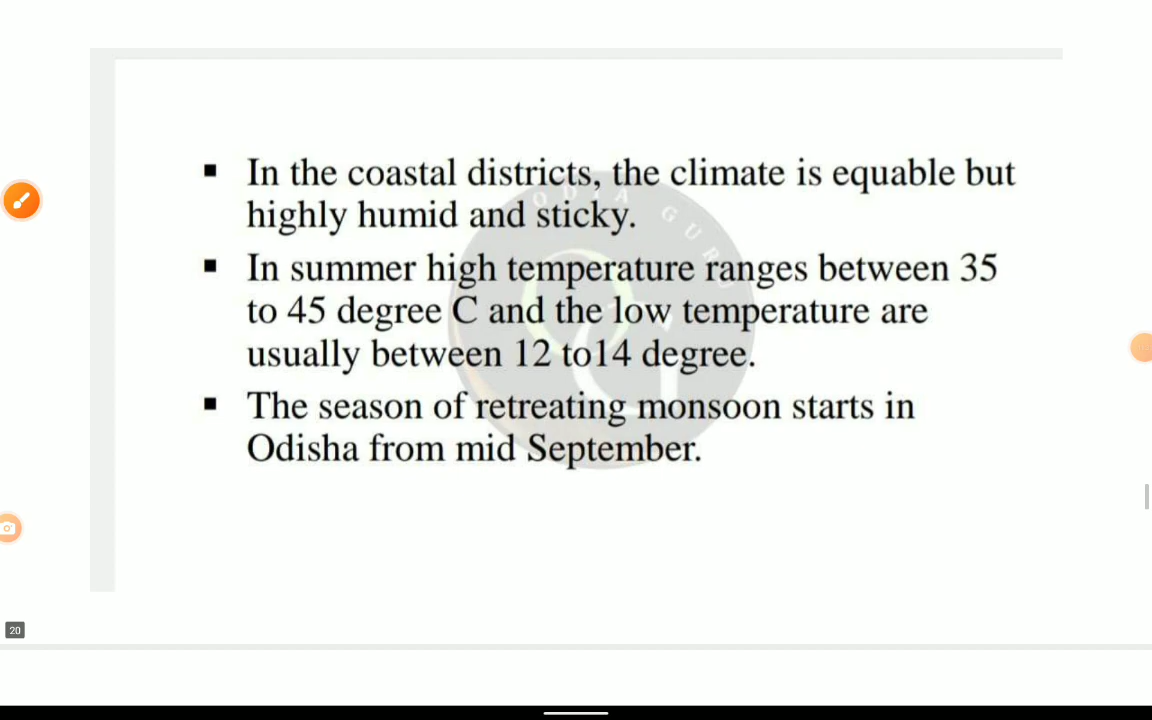 ▪ In the coastal districts, the climate is equable but
highly humid and sticky.
▪ In summer high temperature ranges between 35
to 45 degree C and the low temperature are
usually between 12 to14 degree.
▪ The season of retreating monsoon starts in
Odisha from mid September.
ODIA GURU
20